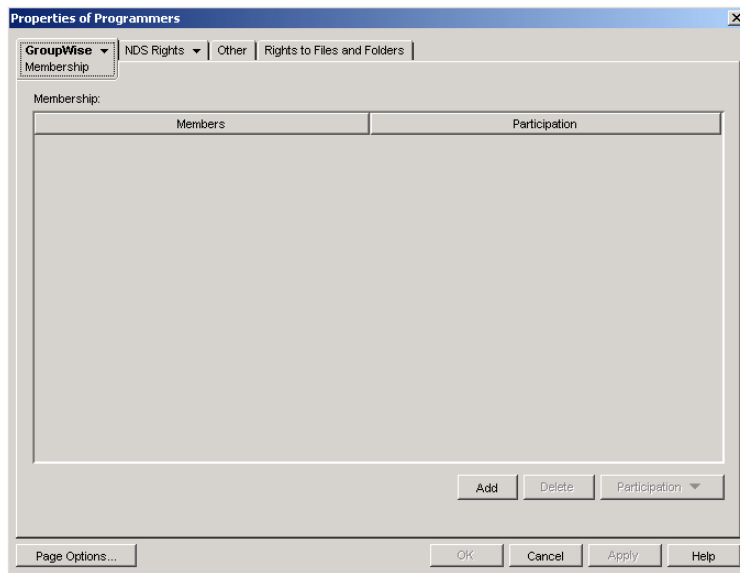 Properties of Programmers
GroupWise NDS Rights Other Rights to Files and Folders
Membership
Membership:
Members Participation
Add Delete Participation
Page Options... OK Cancel Apply Help